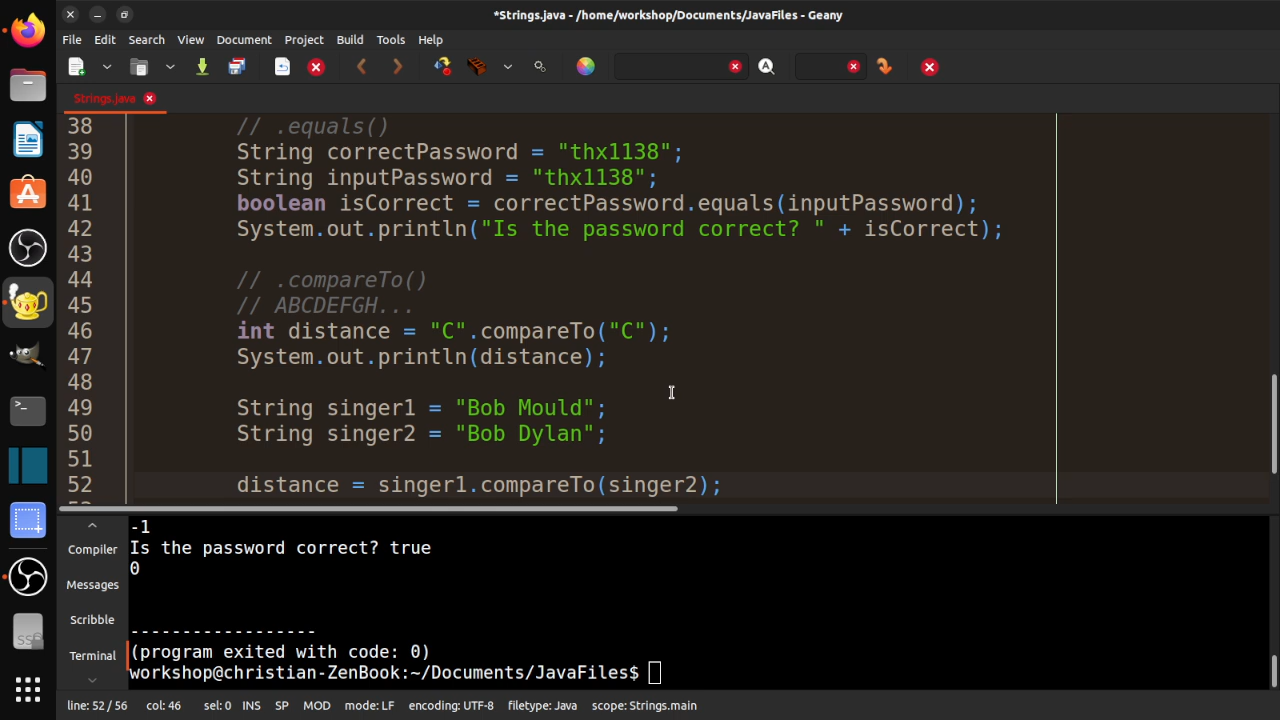 *Strings.java - /home/workshop/Documents/JavaFiles - Geany
File Edit Search View Document Project Build Tools Help
Strings.java
38 // .equals()
39 String correctPassword = "thx1138";
40 String inputPassword = "thx1138";
41 boolean isCorrect = correctPassword.equals(inputPassword);
42 System.out.println("Is the password correct? " + isCorrect);
43
44 // .compareTo()
45 // ABCDEFGH...
46 int distance = "C".compareTo("C");
47 System.out.println(distance);
48
49 String singer1 = "Bob Mould";
50 String singer2 = "Bob Dylan";
51
52 distance = singer1.compareTo(singer2);
Compiler
Messages
Scribble
Terminal
-1
Is the password correct? true
0
------------------
(program exited with code: 0)
workshop@christian-ZenBook:~/Documents/JavaFiles$
line: 52 / 56 col: 46 sel: 0 INS SP MOD mode: LF encoding: UTF-8 filetype: Java scope: Strings.main